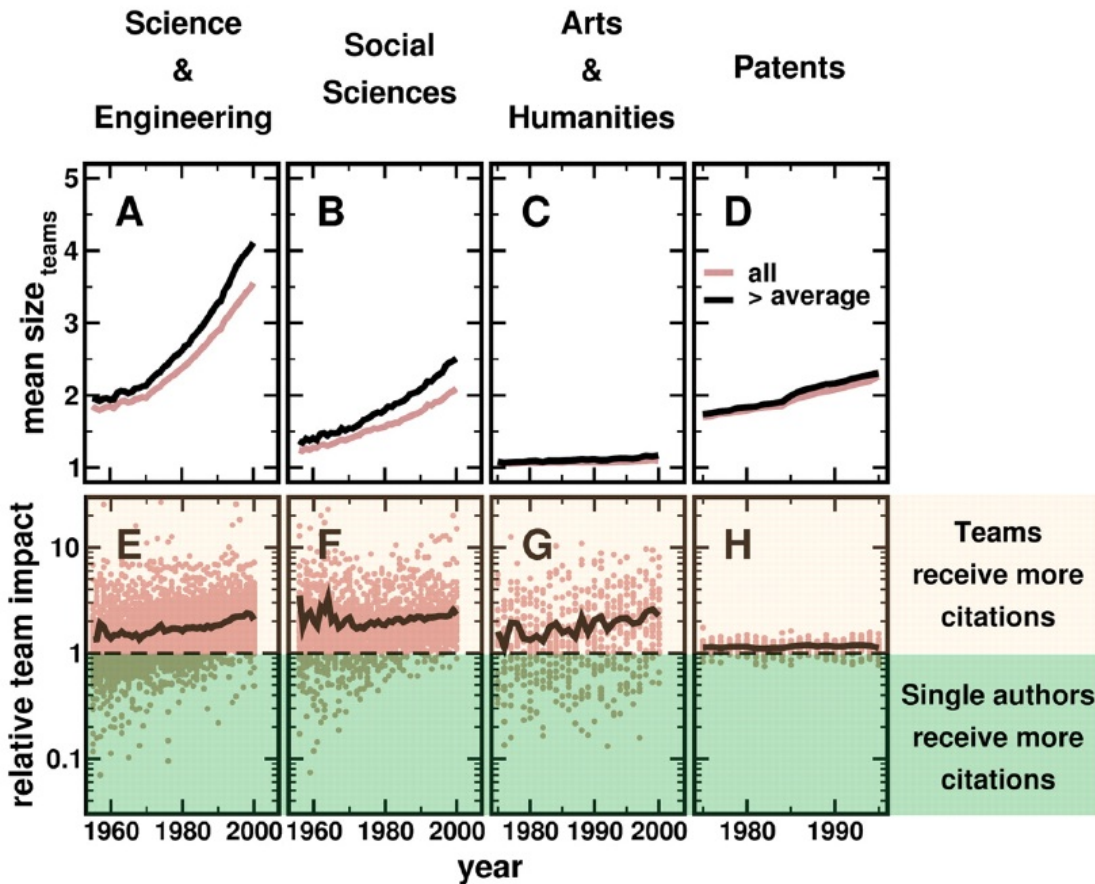 Science
&
Engineering
Social
Sciences
Arts
&
Humanities
Patents
mean size teams
5
4
3
2
1
A
B
C
D
all
> average
relative team impact
10
1
0.1
E
F
G
H
Teams
receive more
citations
Single authors
receive more
citations
1960 1980 2000
1960 1980 2000
1980 1990 2000
1980 1990
year